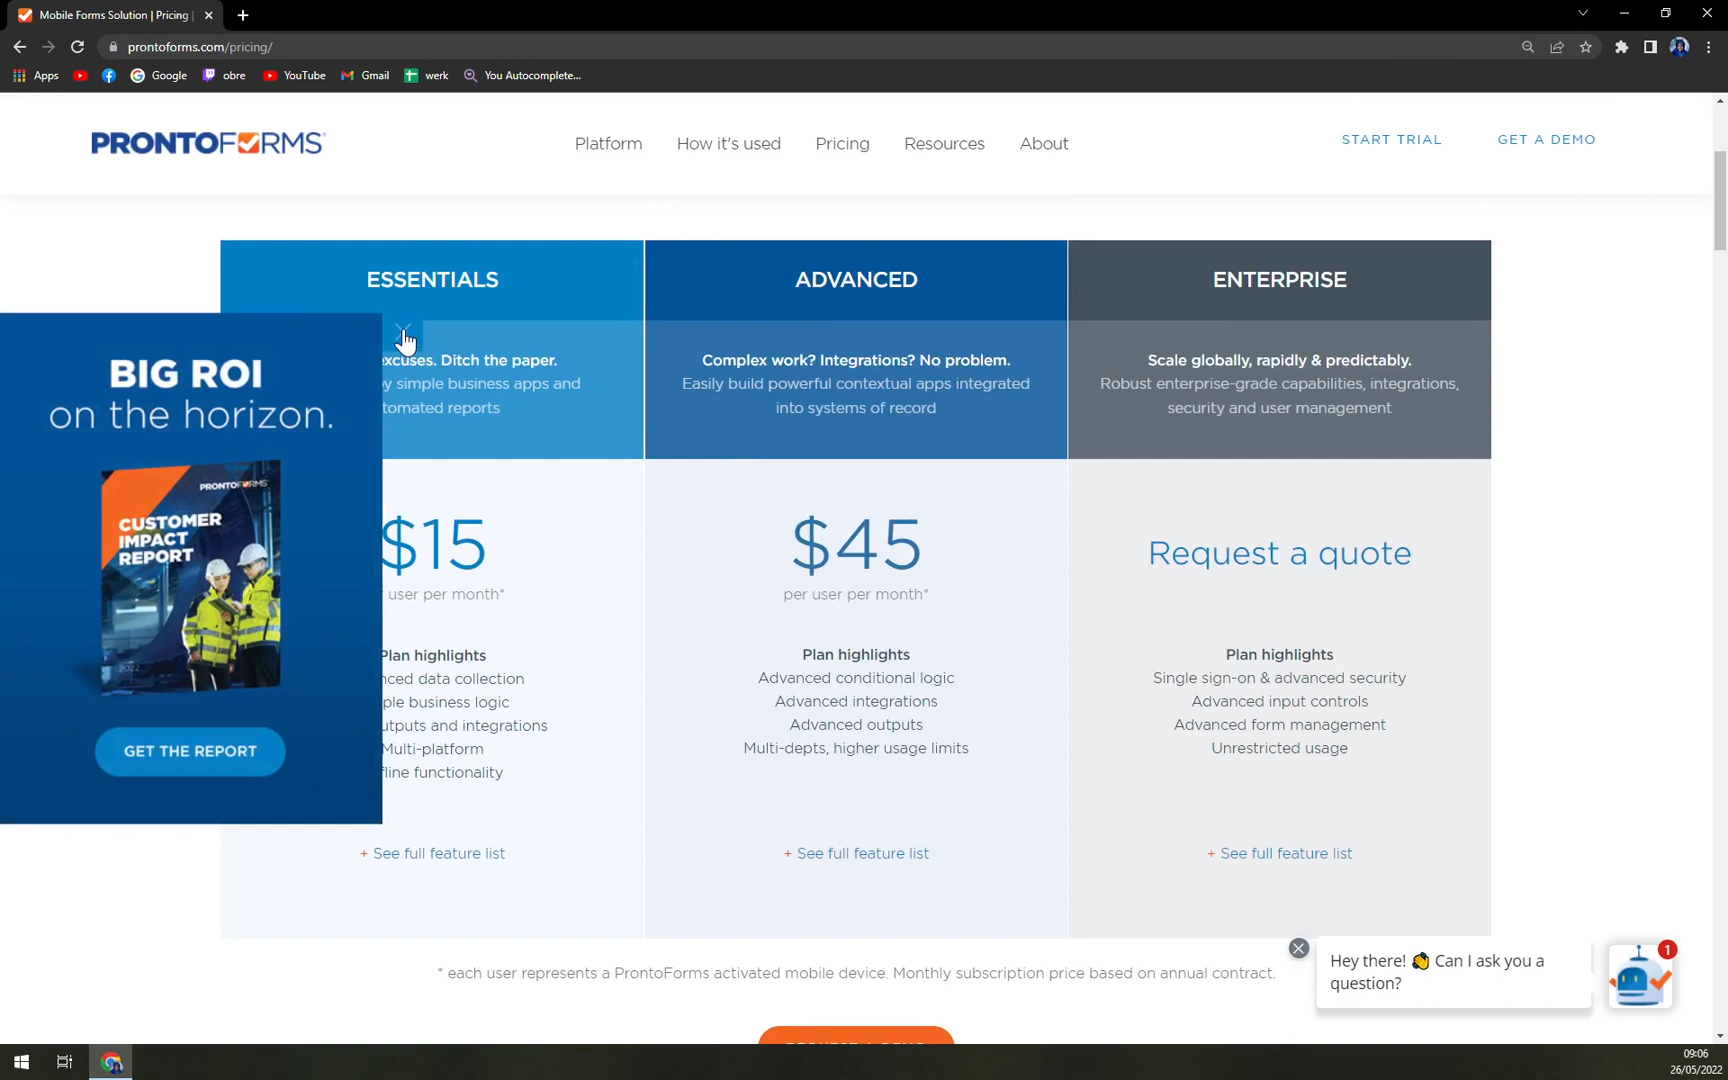 Mobile Forms Solution | Pricing |
prontoforms.com/pricing/
Apps
Google
obre
YouTube
Gmail
werk
You Autocomplete...
PRONTOFORMS
Platform
How it's used
Pricing
Resources
About
START TRIAL
GET A DEMO
ESSENTIALS
excuses. Ditch the paper.
simple business apps and
tomated reports
$15
user per month*
Plan highlights
nced data collection
ple business logic
utputs and integrations
Multi-platform
line functionality
+ See full feature list
ADVANCED
Complex work? Integrations? No problem.
Easily build powerful contextual apps integrated
into systems of record
$45
per user per month*
Plan highlights
Advanced conditional logic
Advanced integrations
Advanced outputs
Multi-depts, higher usage limits
+ See full feature list
ENTERPRISE
Scale globally, rapidly & predictably.
Robust enterprise-grade capabilities, integrations,
security and user management
Request a quote
Plan highlights
Single sign-on & advanced security
Advanced input controls
Advanced form management
Unrestricted usage
+ See full feature list
BIG ROI
on the horizon.
PRONTOFORMS
CUSTOMER
IMPACT
REPORT
2022
GET THE REPORT
* each user represents a ProntoForms activated mobile device. Monthly subscription price based on annual contract.
Hey there! 👋 Can I ask you a
question?
1
09:06
26/05/2022